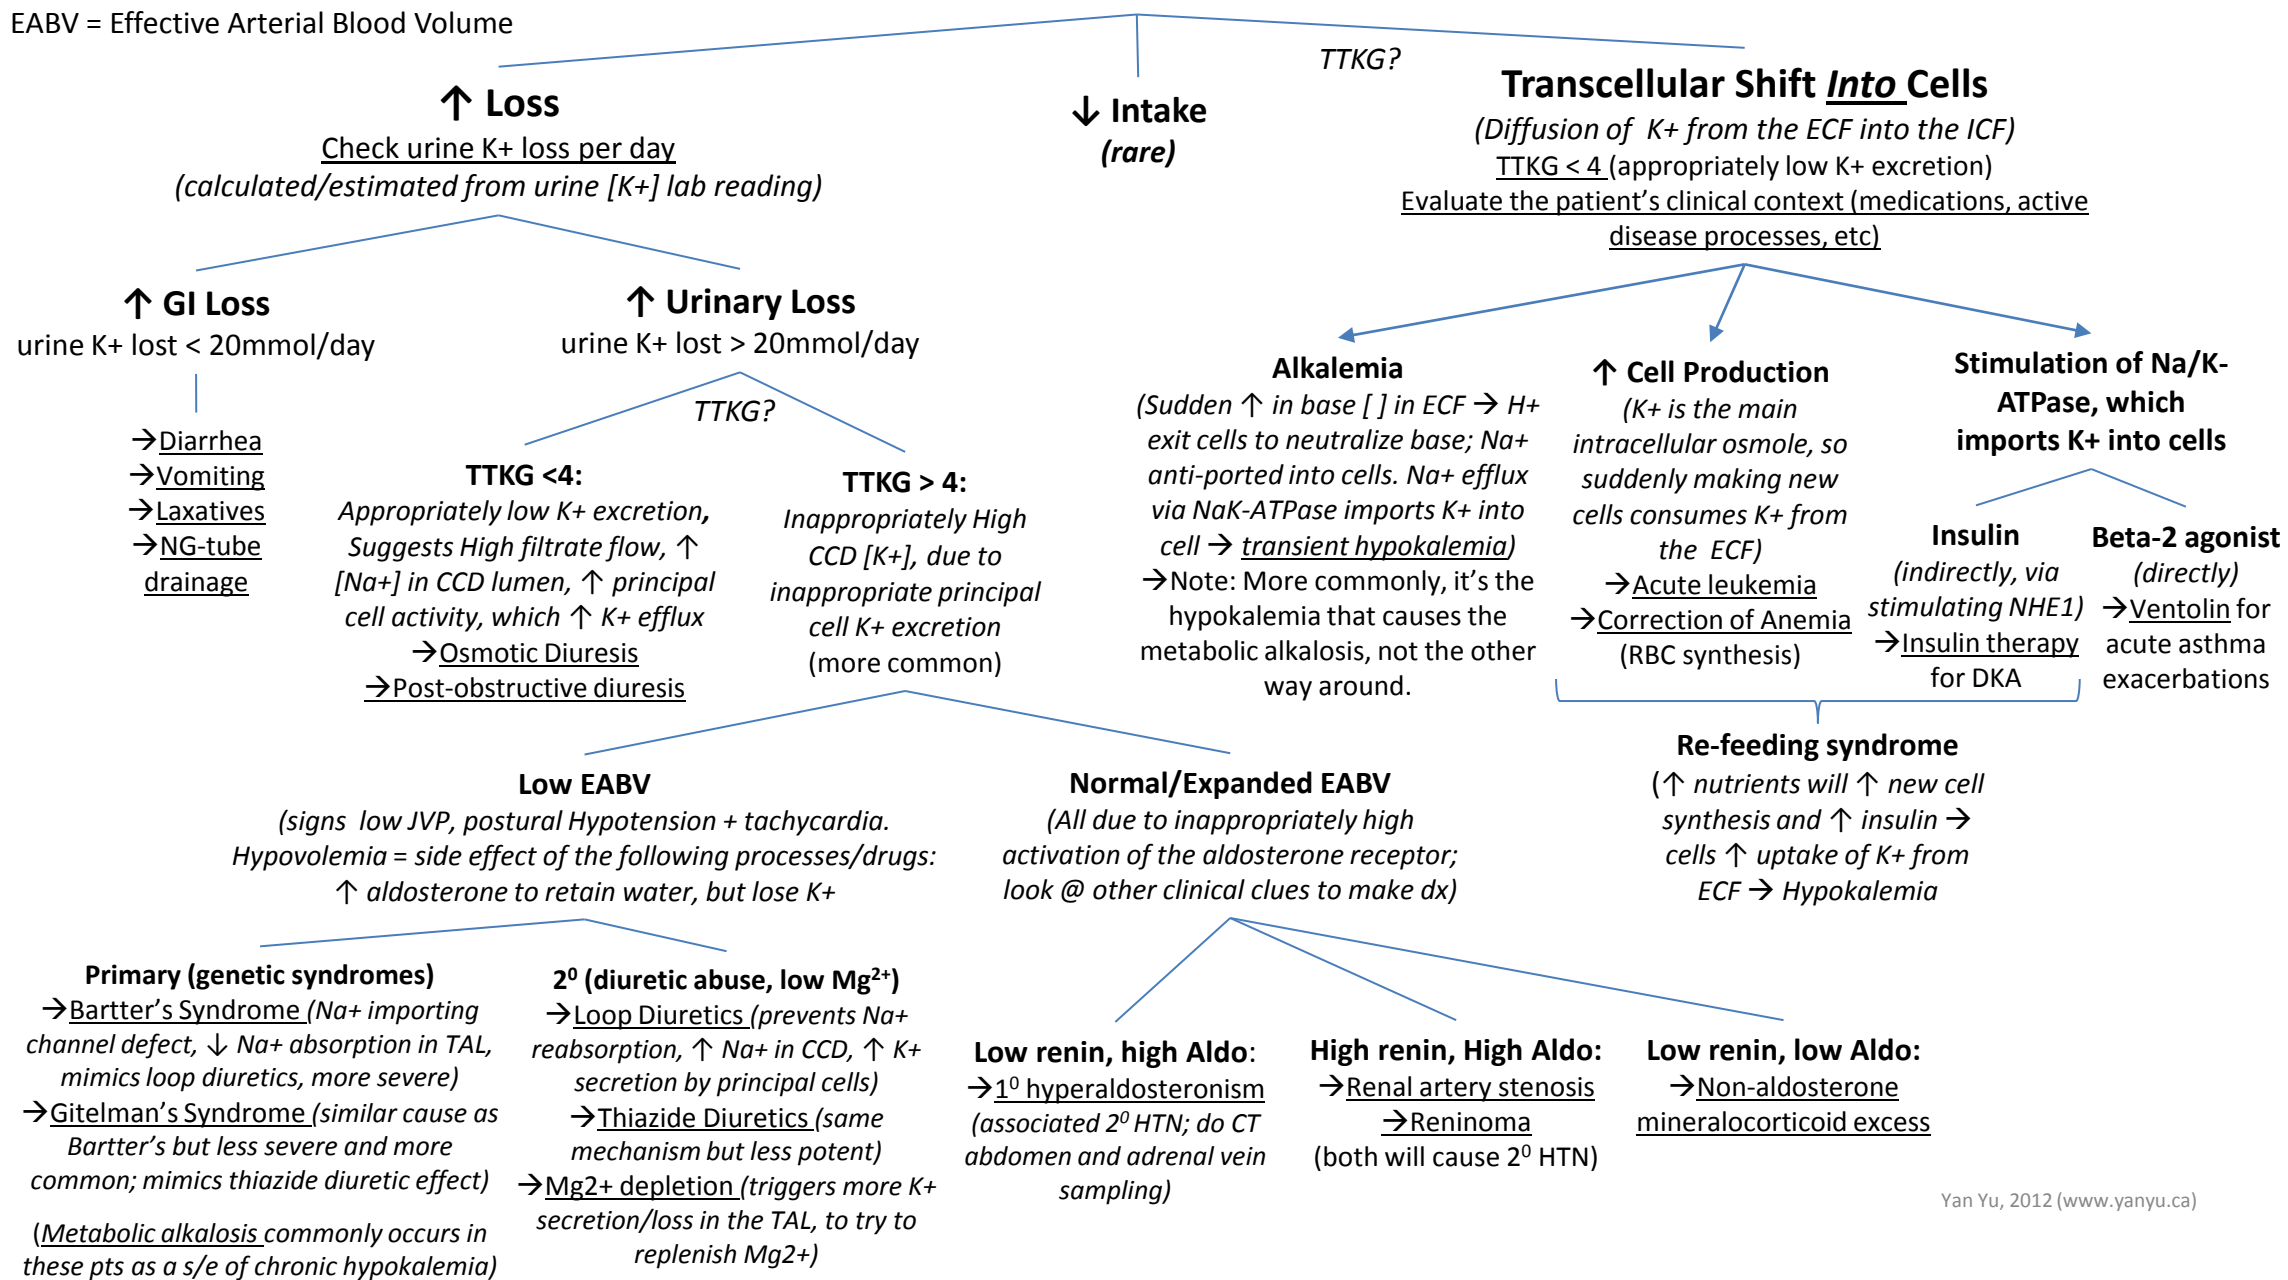 EABV = Effective Arterial Blood Volume
TTKG?
↑ Loss
Check urine K+ loss per day
(calculated/estimated from urine [K+] lab reading)
↓ Intake
(rare)
Transcellular Shift Into Cells
(Diffusion of K+ from the ECF into the ICF)
TTKG < 4 (appropriately low K+ excretion)
Evaluate the patient's clinical context (medications, active
disease processes, etc)
↑ GI Loss
urine K+ lost < 20mmol/day
→Diarrhea
→Vomiting
→Laxatives
→NG-tube
drainage
↑ Urinary Loss
urine K+ lost > 20mmol/day
TTKG?
TTKG <4:
Appropriately low K+ excretion,
Suggests High filtrate flow, ↑
[Na+] in CCD lumen, ↑ principal
cell activity, which ↑ K+ efflux
→Osmotic Diuresis
→Post-obstructive diuresis
TTKG > 4:
Inappropriately High
CCD [K+], due to
inappropriate principal
cell K+ excretion
(more common)
Alkalemia
(Sudden ↑ in base [ ] in ECF → H+
exit cells to neutralize base; Na+
anti-ported into cells. Na+ efflux
via NaK-ATPase imports K+ into
cell → transient hypokalemia)
→Note: More commonly, it's the
hypokalemia that causes the
metabolic alkalosis, not the other
way around.
↑ Cell Production
(K+ is the main
intracellular osmole, so
suddenly making new
cells consumes K+ from
the ECF)
→Acute leukemia
→Correction of Anemia
(RBC synthesis)
Stimulation of Na/K-
ATPase, which
imports K+ into cells
Insulin
(indirectly, via
stimulating NHE1)
→Insulin therapy
for DKA
Beta-2 agonist
(directly)
→Ventolin for
acute asthma
exacerbations
Re-feeding syndrome
(↑ nutrients will ↑ new cell
synthesis and ↑ insulin →
cells ↑ uptake of K+ from
ECF → Hypokalemia
Low EABV
(signs low JVP, postural Hypotension + tachycardia.
Hypovolemia = side effect of the following processes/drugs:
↑ aldosterone to retain water, but lose K+
Normal/Expanded EABV
(All due to inappropriately high
activation of the aldosterone receptor;
look @ other clinical clues to make dx)
Primary (genetic syndromes)
→Bartter's Syndrome (Na+ importing
channel defect, ↓ Na+ absorption in TAL,
mimics loop diuretics, more severe)
→Gitelman's Syndrome (similar cause as
Bartter's but less severe and more
common; mimics thiazide diuretic effect)
(Metabolic alkalosis commonly occurs in
these pts as a s/e of chronic hypokalemia)
2⁰ (diuretic abuse, low Mg²⁺)
→Loop Diuretics (prevents Na+
reabsorption, ↑ Na+ in CCD, ↑ K+
secretion by principal cells)
→Thiazide Diuretics (same
mechanism but less potent)
→Mg2+ depletion (triggers more K+
secretion/loss in the TAL, to try to
replenish Mg2+)
Low renin, high Aldo:
→1⁰ hyperaldosteronism
(associated 2⁰ HTN; do CT
abdomen and adrenal vein
sampling)
High renin, High Aldo:
→Renal artery stenosis
→Reninoma
(both will cause 2⁰ HTN)
Low renin, low Aldo:
→Non-aldosterone
mineralocorticoid excess
Yan Yu, 2012 (www.yanyu.ca)